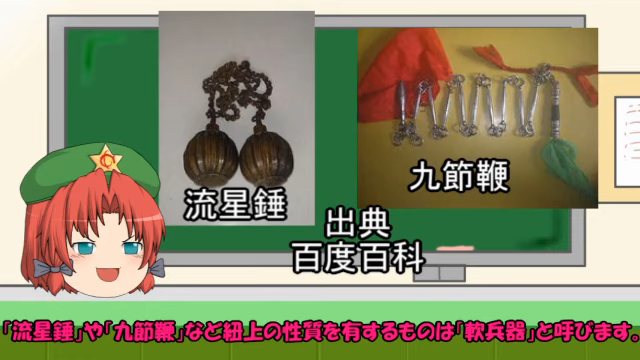 流星錘
九節鞭
出典
百度百科
「流星錘」や「九節鞭」など紐上の性質を有するものは「軟兵器」と呼びます。